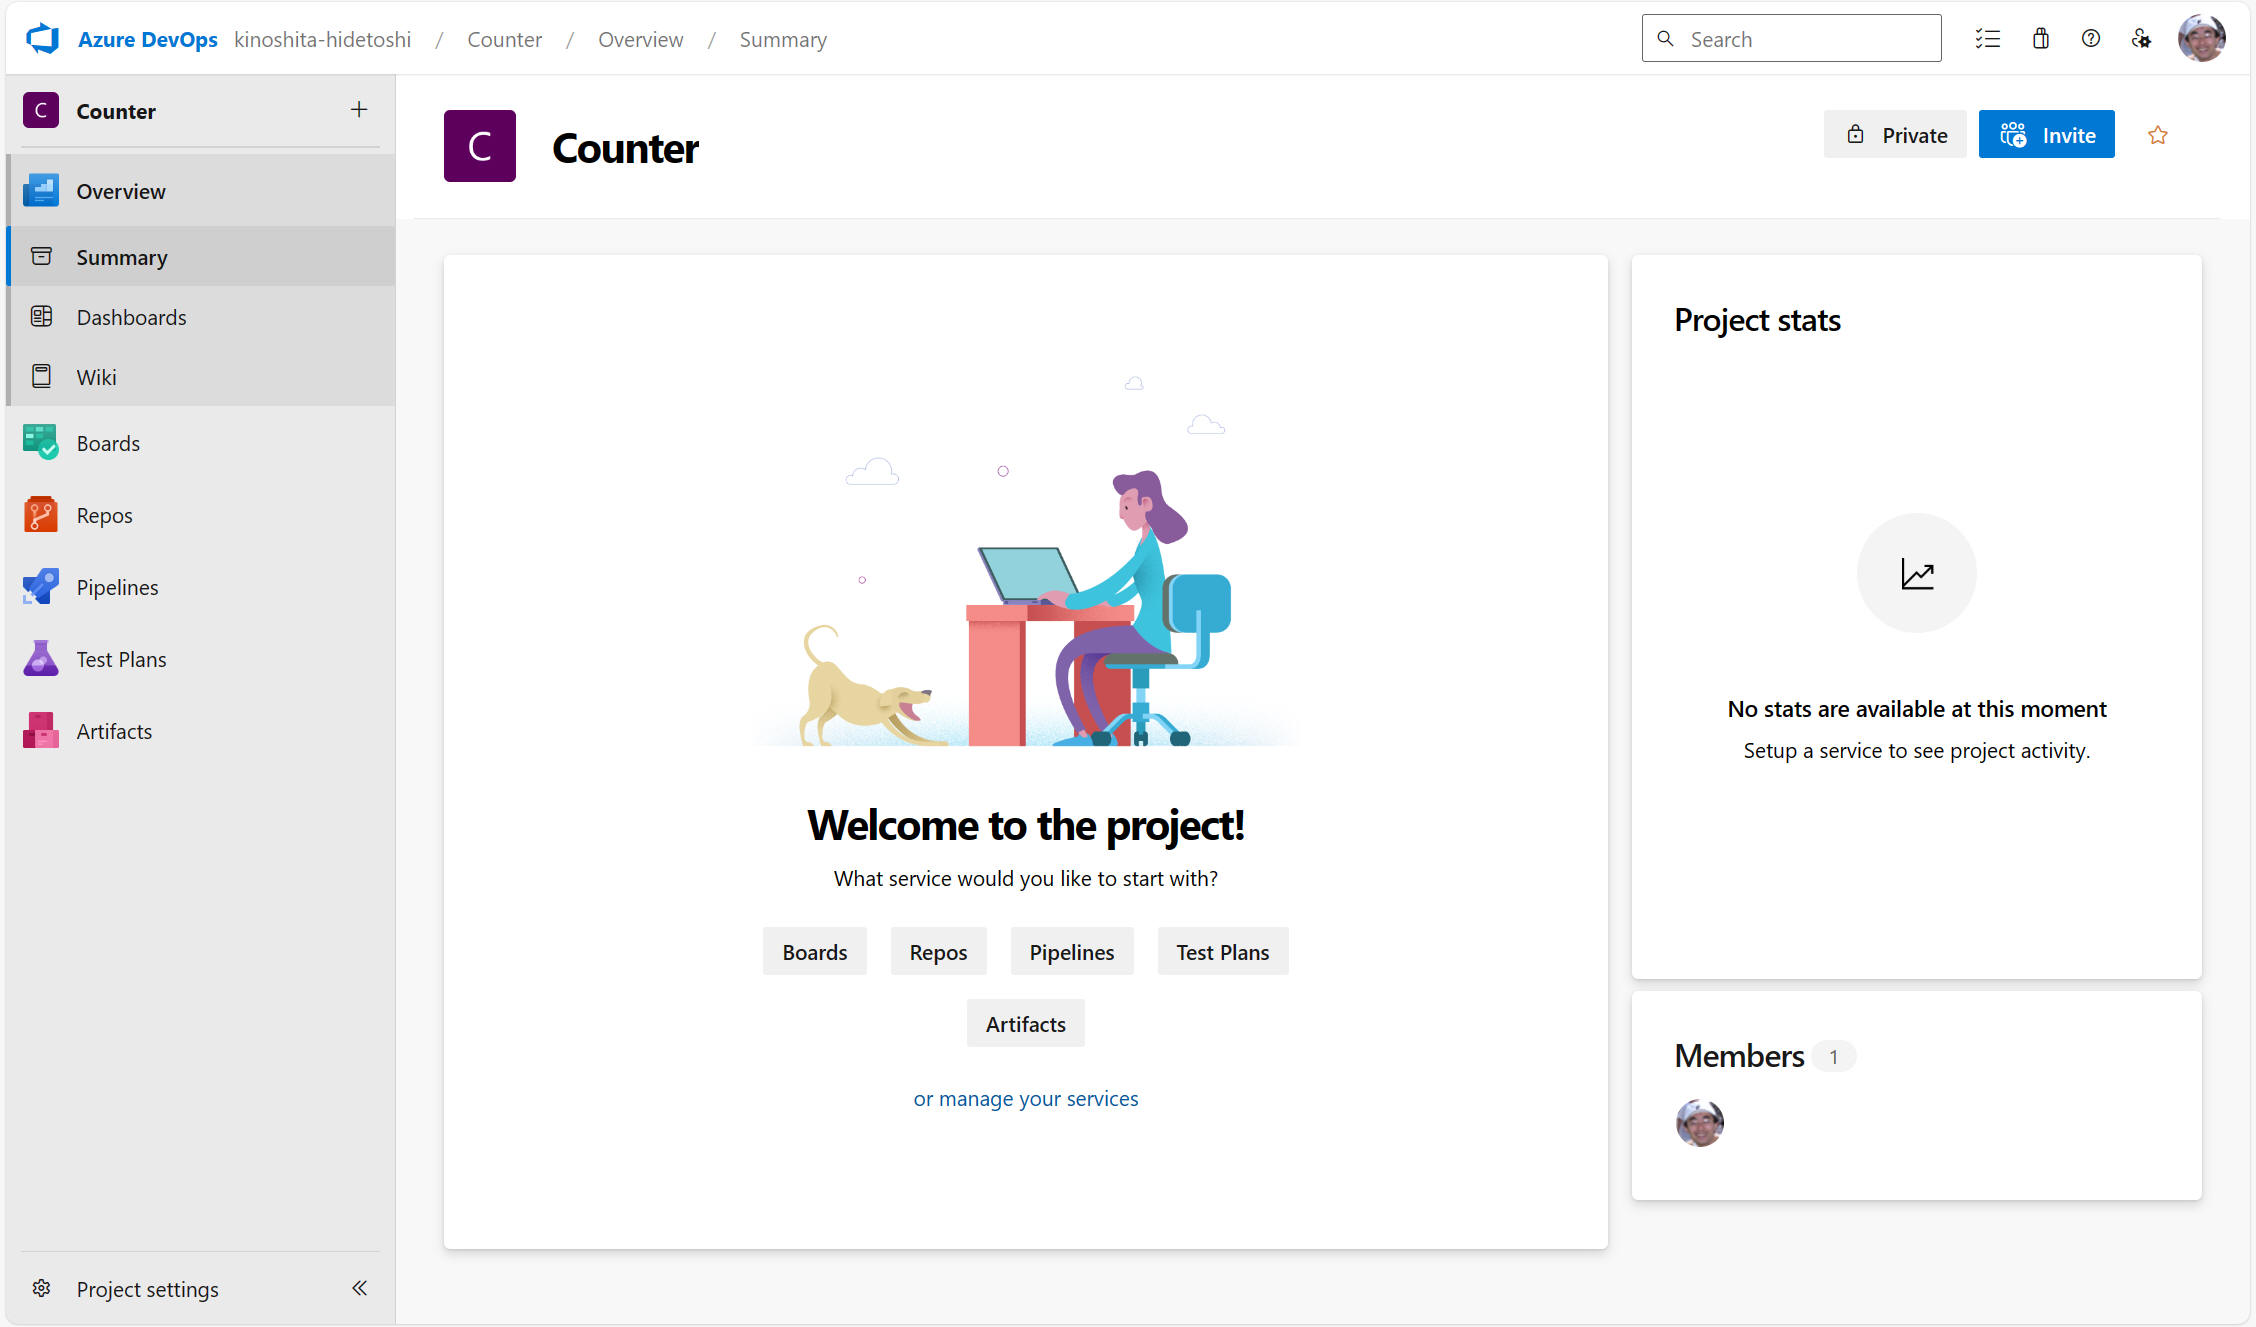 Azure DevOps kinoshita-hidetoshi / Counter / Overview / Summary
Search
C Counter
Overview
Summary
Dashboards
Wiki
Boards
Repos
Pipelines
Test Plans
Artifacts
Project settings
C Counter
Private
Invite
Welcome to the project!
What service would you like to start with?
Boards Repos Pipelines Test Plans
Artifacts
or manage your services
Project stats
No stats are available at this moment
Setup a service to see project activity.
Members 1